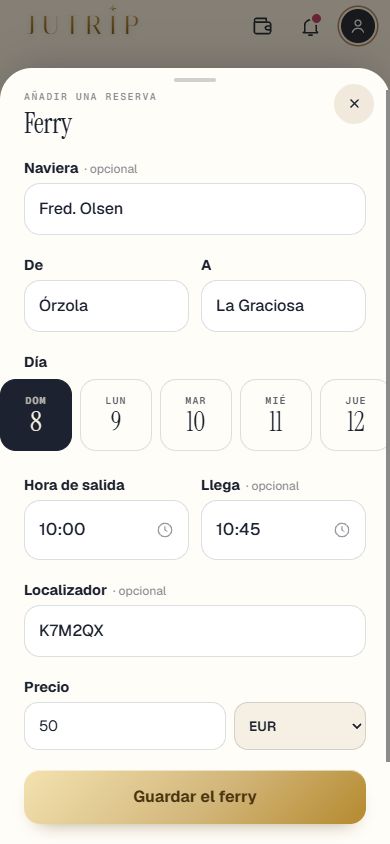 JUTRIP
AÑADIR UNA RESERVA
Ferry
Naviera · opcional
Fred. Olsen
De A
Órzola La Graciosa
Día
DOM LUN MAR MIÉ JUE
8 9 10 11 12
Hora de salida Llega · opcional
10:00 10:45
Localizador · opcional
K7M2QX
Precio
50 EUR
Guardar el ferry